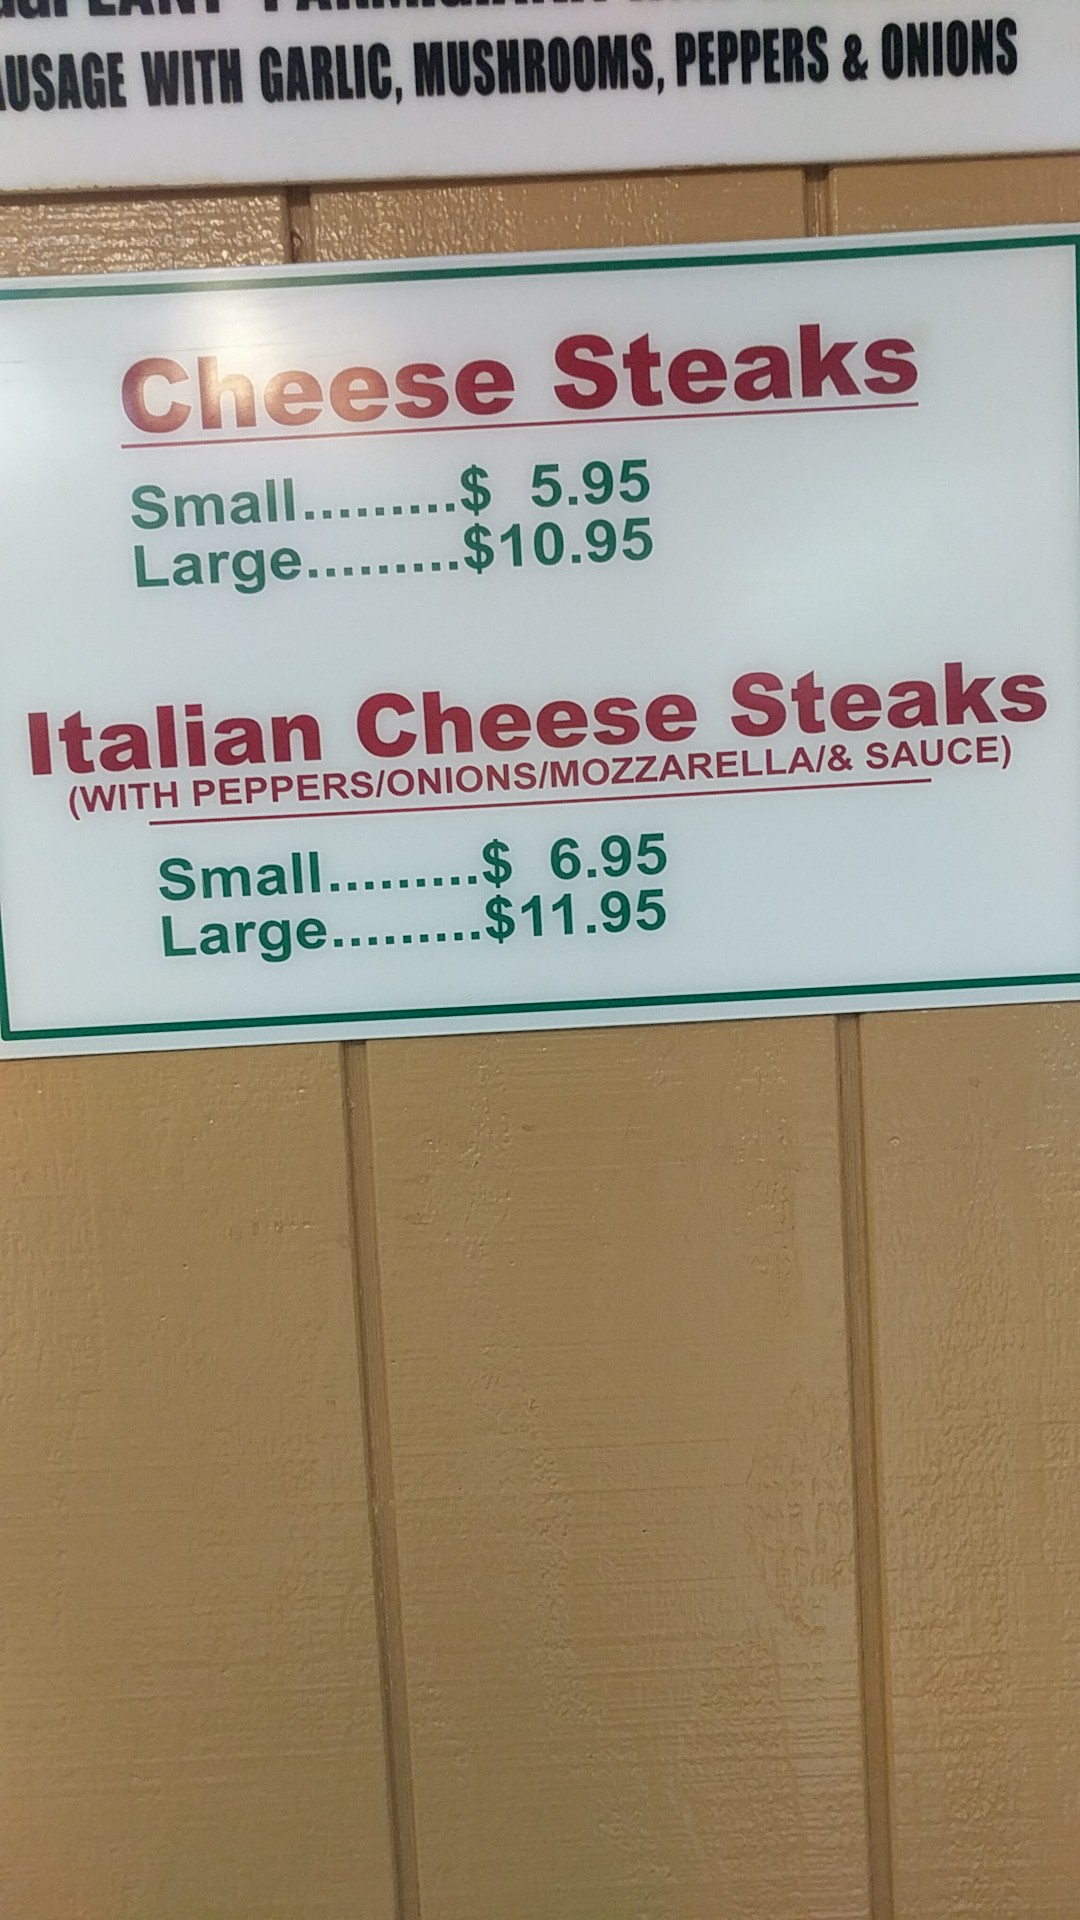 WITH GARLIC, MUSHROOMS, PEPPERS & ONIONS
Cheese Steaks
Small.........$ 5.95
Large.........$10.95
Italian Cheese Steaks
(WITH PEPPERS/ONIONS/MOZZARELLA/& SAUCE)
Small.........$ 6.95
Large.........$11.95